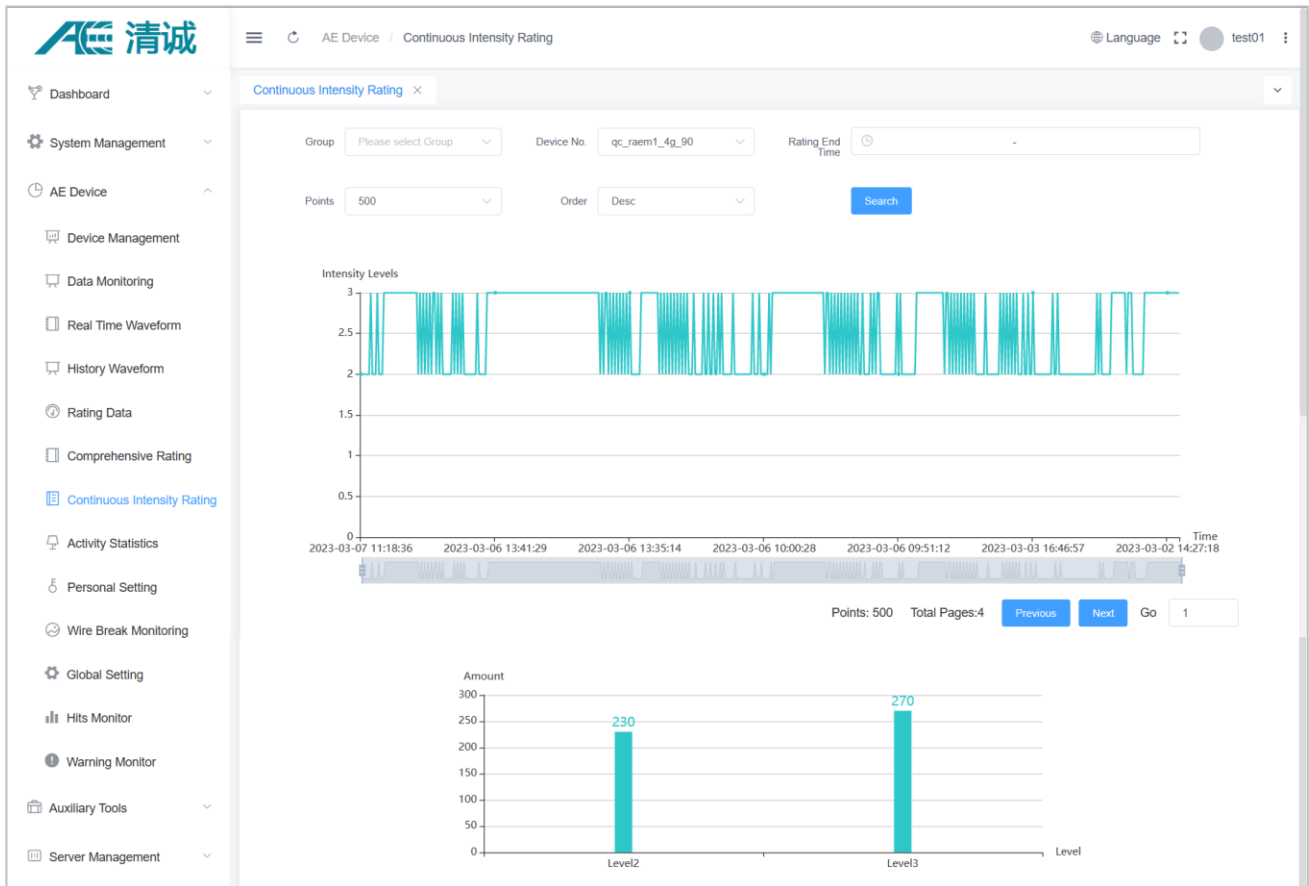 AE 清诚
AE Device / Continuous Intensity Rating
Language
test01
Dashboard
System Management
AE Device
Device Management
Data Monitoring
Real Time Waveform
History Waveform
Rating Data
Comprehensive Rating
Continuous Intensity Rating
Activity Statistics
Personal Setting
Wire Break Monitoring
Global Setting
Hits Monitor
Warning Monitor
Auxiliary Tools
Server Management
Continuous Intensity Rating ×
Group Please select Group
Device No. qc_raem1_4g_90
Rating End
Time
-
Points 500
Order Desc
Search
Intensity Levels
3
2.5
2
1.5
1
0.5
0
Time
2023-03-07 11:18:36 2023-03-06 13:41:29 2023-03-06 13:35:14 2023-03-06 10:00:28 2023-03-06 09:51:12 2023-03-03 16:46:57 2023-03-02 14:27:18
Points: 500 Total Pages:4 Previous Next Go 1
Amount
300
250
200
150
100
50
0
230
270
Level2 Level3
Level